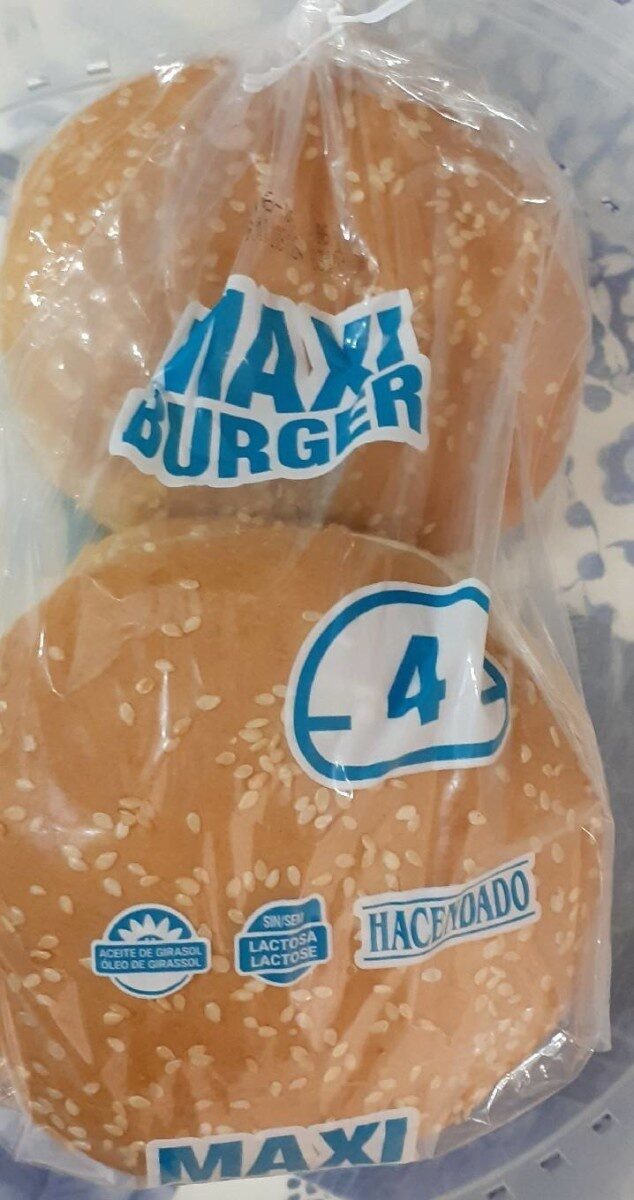 MAXI
BURGER
4
ACEITE DE GIRASOL
ÓLEO DE GIRASSOL
SIN/SEM
LACTOSA
LACTOSE
HACENDADO
MAXI